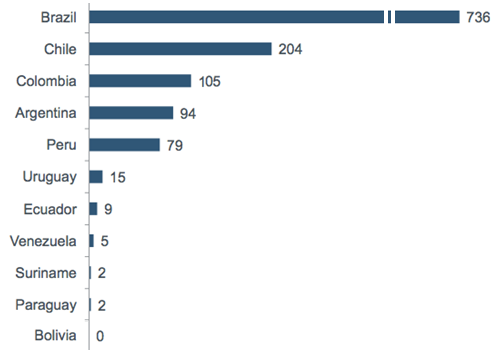 Brazil 736
Chile 204
Colombia 105
Argentina 94
Peru 79
Uruguay 15
Ecuador 9
Venezuela 5
Suriname 2
Paraguay 2
Bolivia 0